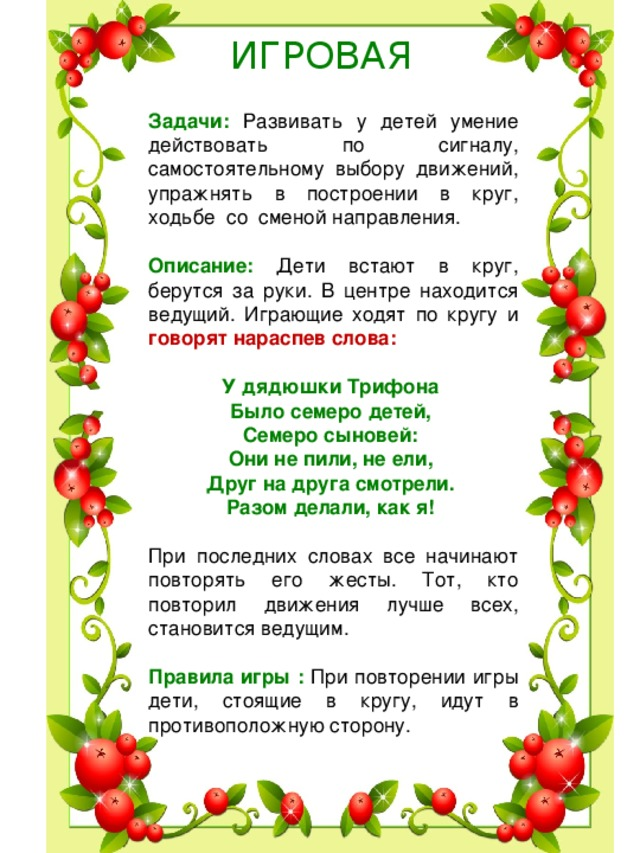 ИГРОВАЯ
Задачи: Развивать у детей умение
действовать по сигналу,
самостоятельному выбору движений,
упражнять в построении в круг,
ходьбе со сменой направления.
Описание: Дети встают в круг,
берутся за руки. В центре находится
ведущий. Играющие ходят по кругу и
говорят нараспев слова:
У дядюшки Трифона
Было семеро детей,
Семеро сыновей:
Они не пили, не ели,
Друг на друга смотрели.
Разом делали, как я!
При последних словах все начинают
повторять его жесты. Тот, кто
повторил движения лучше всех,
становится ведущим.
Правила игры : При повторении игры
дети, стоящие в кругу, идут в
противоположную сторону.